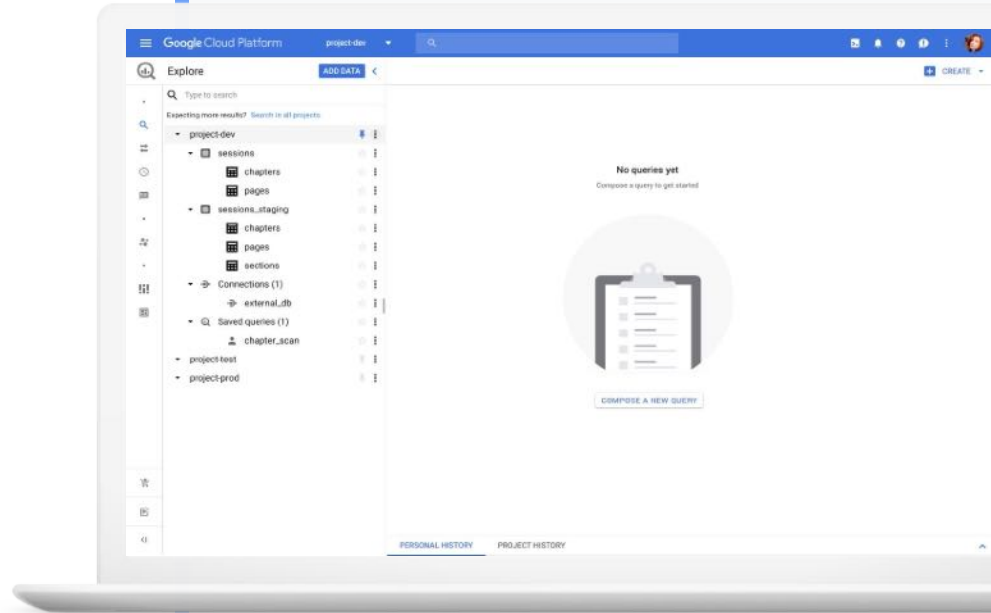 Google Cloud Platform
project-dev
CREATE
Explore
ADD DATA
Type to search
Expecting more results? Search in all projects.
project-dev
sessions
chapters
pages
sessions_staging
chapters
pages
sections
Connections (1)
external_db
Saved queries (1)
chapter_scan
project-test
project-prod
No queries yet
Compose a query to get started
COMPOSE A NEW QUERY
PERSONAL HISTORY
PROJECT HISTORY